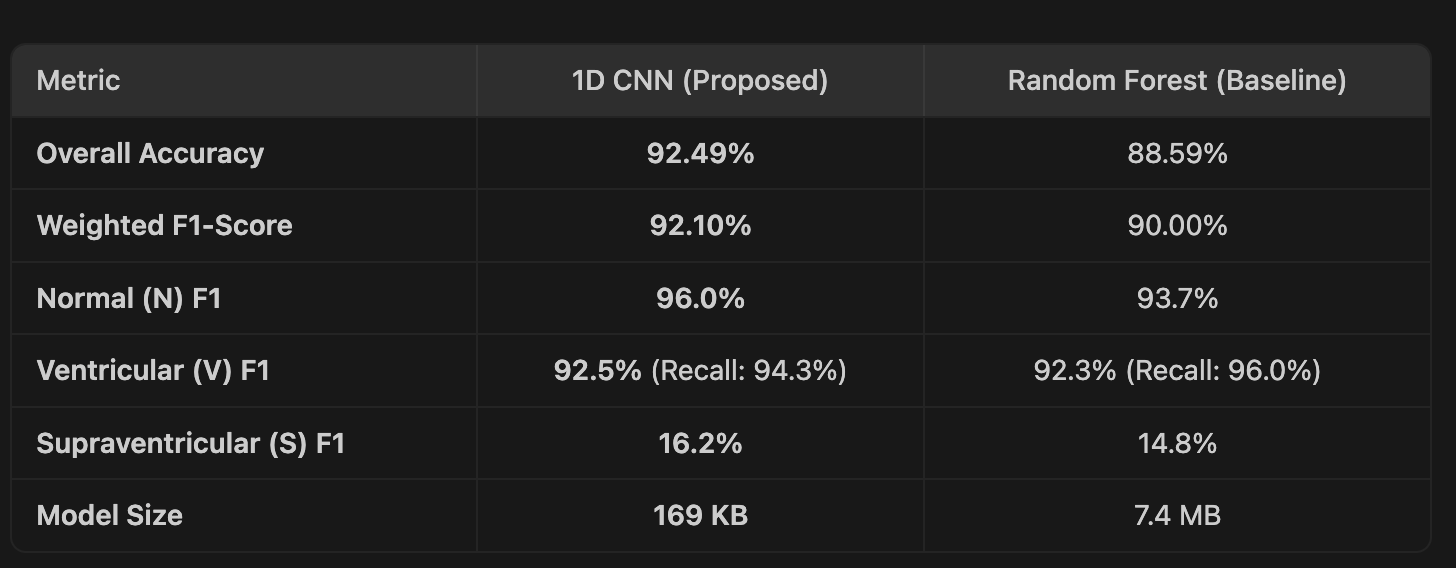 Metric 1D CNN (Proposed) Random Forest (Baseline)
Overall Accuracy 92.49% 88.59%
Weighted F1-Score 92.10% 90.00%
Normal (N) F1 96.0% 93.7%
Ventricular (V) F1 92.5% (Recall: 94.3%) 92.3% (Recall: 96.0%)
Supraventricular (S) F1 16.2% 14.8%
Model Size 169 KB 7.4 MB